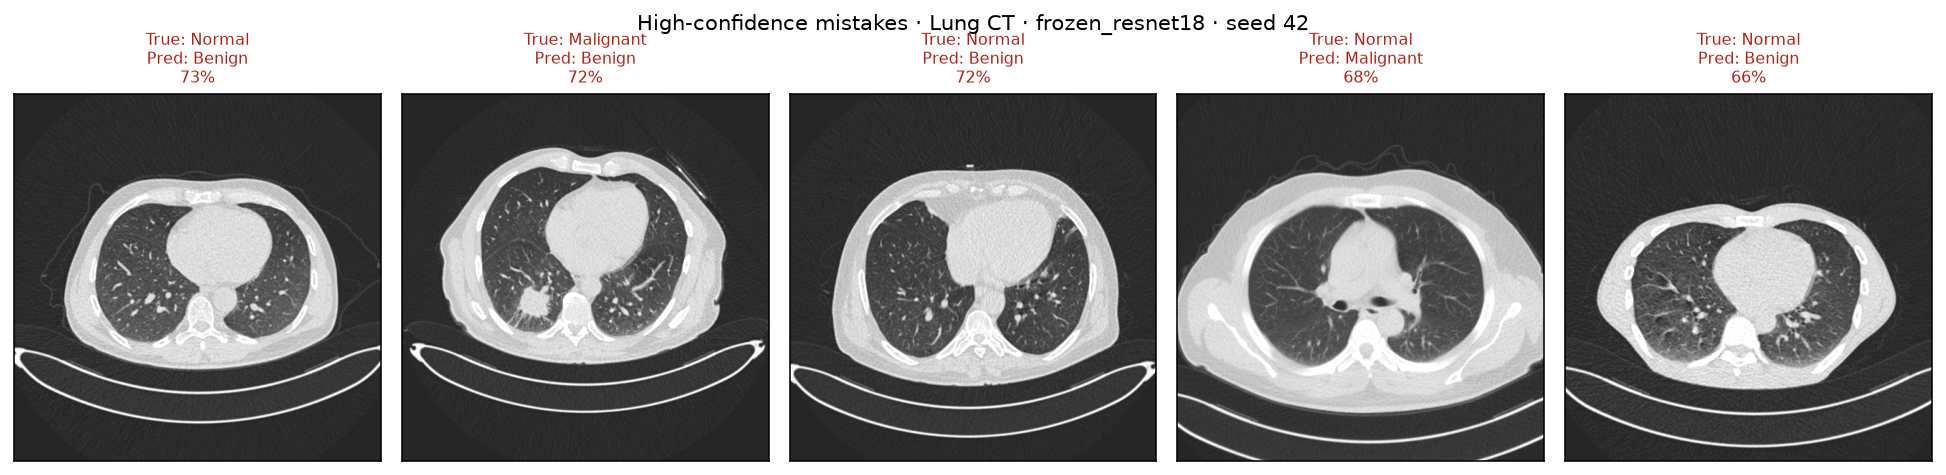 High-confidence mistakes · Lung CT · frozen_resnet18 · seed 42
True: Normal
Pred: Benign
73%
True: Malignant
Pred: Benign
72%
True: Normal
Pred: Benign
72%
True: Normal
Pred: Malignant
68%
True: Normal
Pred: Benign
66%